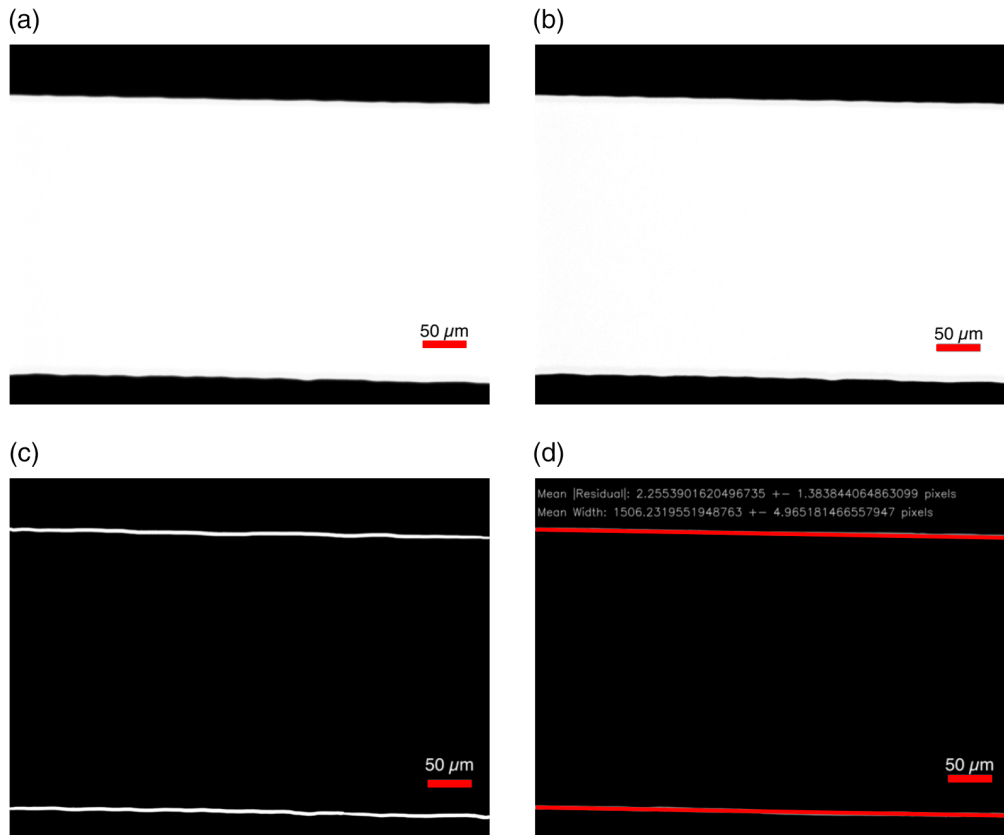 (a)
(b)
50 μm
50 μm
(c)
(d)
Mean |Residual|: 2.2553901620496735 +- 1.383844064863099 pixels
Mean Width: 1506.2319551948763 +- 4.965181466557947 pixels
50 μm
50 μm